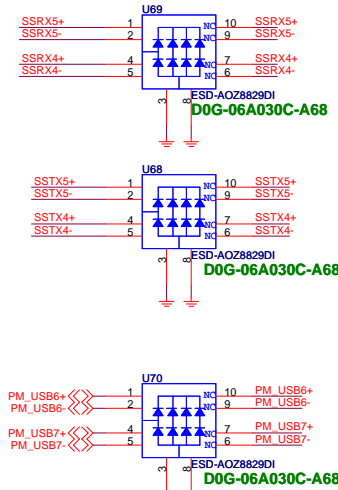 U69
SSRX5+ 1 NC 10 SSRX5+
SSRX5- 2 NC 9 SSRX5-
SSRX4+ 4 NC 7 SSRX4+
SSRX4- 5 NC 6 SSRX4-
3 8 ESD-AOZ8829DI
D0G-06A030C-A68
U68
SSTX5+ 1 NC 10 SSTX5+
SSTX5- 2 NC 9 SSTX5-
SSTX4+ 4 NC 7 SSTX4+
SSTX4- 5 NC 6 SSTX4-
3 8 ESD-AOZ8829DI
D0G-06A030C-A68
U70
PM_USB6+ 1 NC 10 PM_USB6+
PM_USB6- 2 NC 9 PM_USB6-
PM_USB7+ 4 NC 7 PM_USB7+
PM_USB7- 5 NC 6 PM_USB7-
3 8 ESD-AOZ8829DI
D0G-06A030C-A68